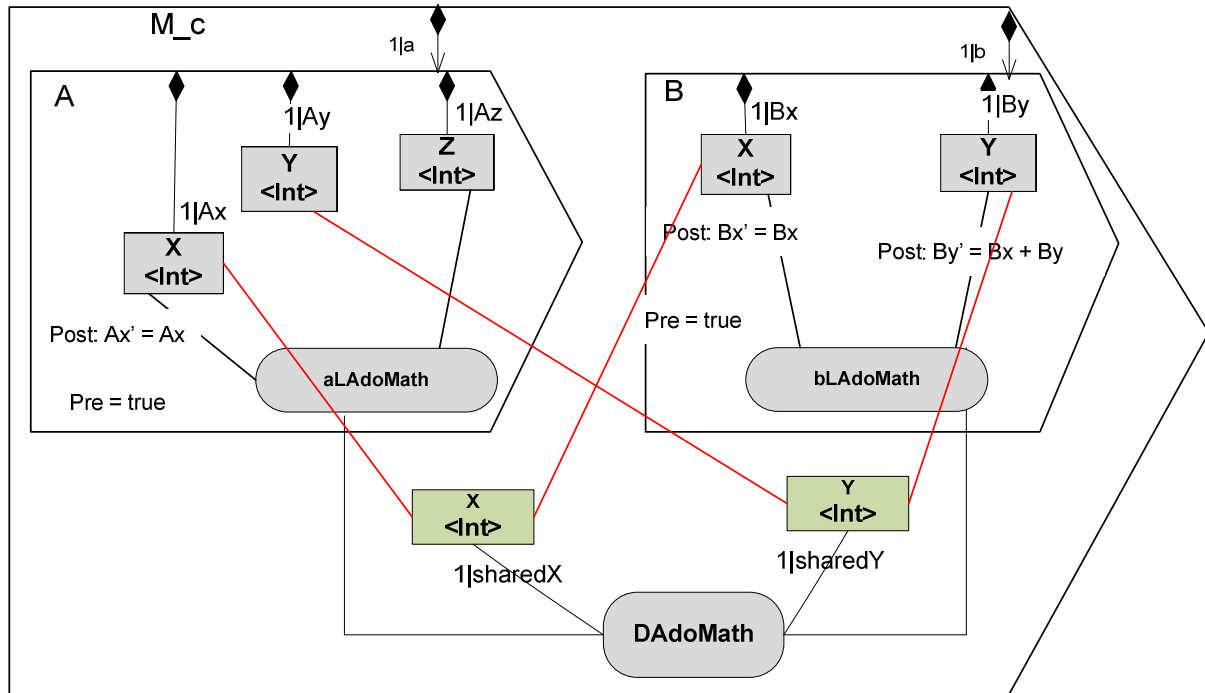 M_c
1|a
1|b
A
B
1|Ay
1|Az
1|Bx
1|By
Y
<Int>
Z
<Int>
X
<Int>
Y
<Int>
1|Ax
X
<Int>
Post: Bx' = Bx
Post: By' = Bx + By
Post: Ax' = Ax
Pre = true
aLAdoMath
bLAdoMath
Pre = true
X
<Int>
Y
<Int>
1|sharedX
1|sharedY
DAdoMath